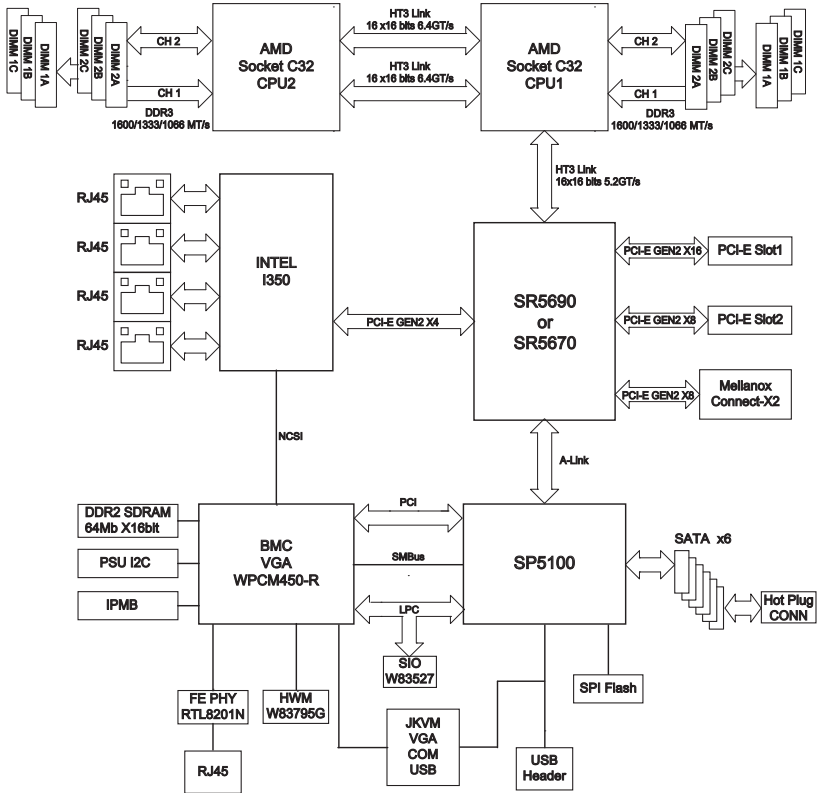 DIMM 1C
DIMM 1B
DIMM 1A
DIMM 2C
DIMM 2B
DIMM 2A
CH 2
CH 1
DDR3
1600/1333/1066 MT/s
AMD
Socket C32
CPU2
HT3 Link
16 x16 bits 6.4GT/s
HT3 Link
16 x16 bits 6.4GT/s
AMD
Socket C32
CPU1
CH 2
CH 1
DDR3
1600/1333/1066 MT/s
DIMM 2A
DIMM 2B
DIMM 2C
DIMM 1A
DIMM 1B
DIMM 1C
HT3 Link
16x16 bits 5.2GT/s
RJ45
RJ45
RJ45
RJ45
INTEL
I350
PCI-E GEN2 X4
SR5690
or
SR5670
PCI-E GEN2 X16
PCI-E Slot1
PCI-E GEN2 X8
PCI-E Slot2
PCI-E GEN2 X8
Mellanox
Connect-X2
NCSI
A-Link
DDR2 SDRAM
64Mb X16bit
PSU I2C
IPMB
BMC
VGA
WPCM450-R
PCI
SMBus
LPC
SP5100
SATA x6
Hot Plug
CONN
SIO
W83527
SPI Flash
FE PHY
RTL8201N
HWM
W83795G
JKVM
VGA
COM
USB
RJ45
USB
Header